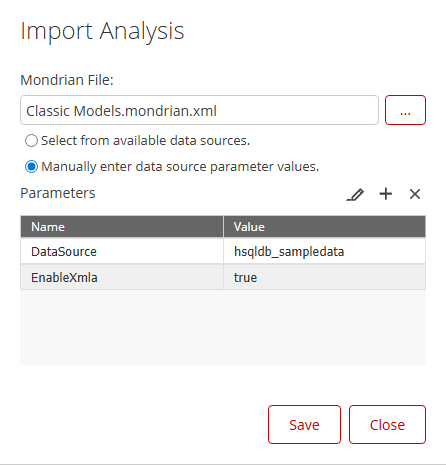 Import Analysis
Mondrian File:
Classic Models.mondrian.xml ...
Select from available data sources.
Manually enter data source parameter values.
Parameters
Name Value
DataSource hsqldb_sampledata
EnableXmla true
Save Close